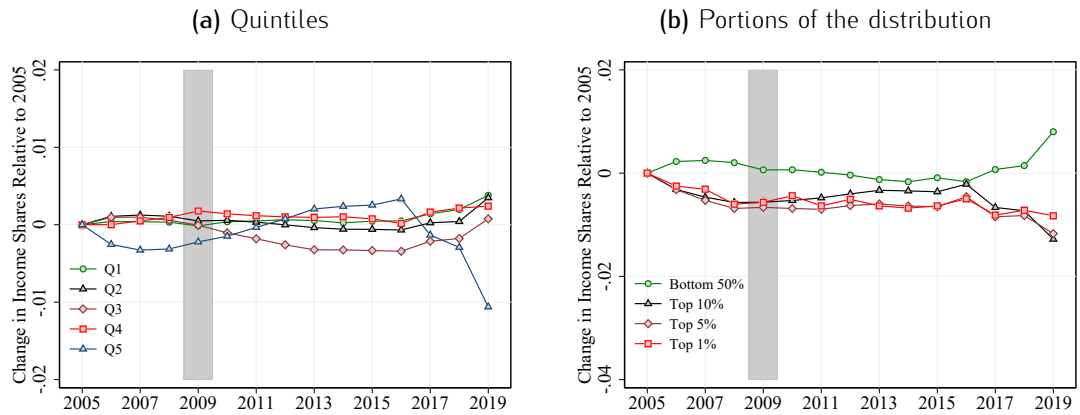 (a) Quintiles
Change in Income Shares Relative to 2005
.02
.01
0
-.01
-.02
Q1
Q2
Q3
Q4
Q5
2005 2007 2009 2011 2013 2015 2017 2019
(b) Portions of the distribution
Change in Income Shares Relative to 2005
.02
0
-.02
-.04
Bottom 50%
Top 10%
Top 5%
Top 1%
2005 2007 2009 2011 2013 2015 2017 2019